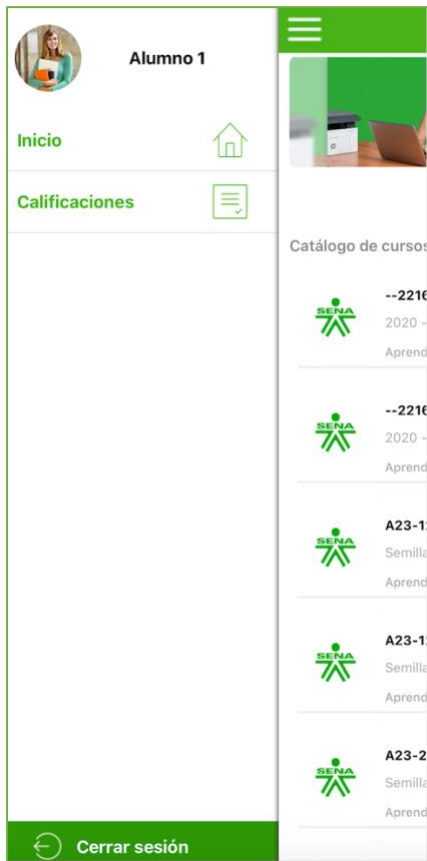 Alumno 1
Inicio
Calificaciones
Cerrar sesión
Catálogo de cursos
SENA
--2216
2020 -
Aprend
SENA
--2216
2020 -
Aprend
SENA
A23-1
Semilla
Aprend
SENA
A23-1
Semilla
Aprend
SENA
A23-2
Semilla
Aprend